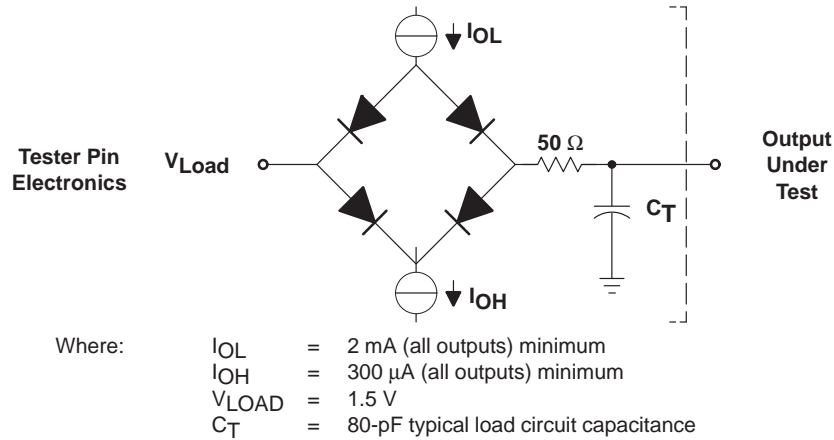 IOL
Tester Pin
Electronics
VLoad
50 Ω
CT
Output
Under
Test
IOH
Where:
IOL = 2 mA (all outputs) minimum
IOH = 300 μA (all outputs) minimum
VLOAD = 1.5 V
CT = 80-pF typical load circuit capacitance